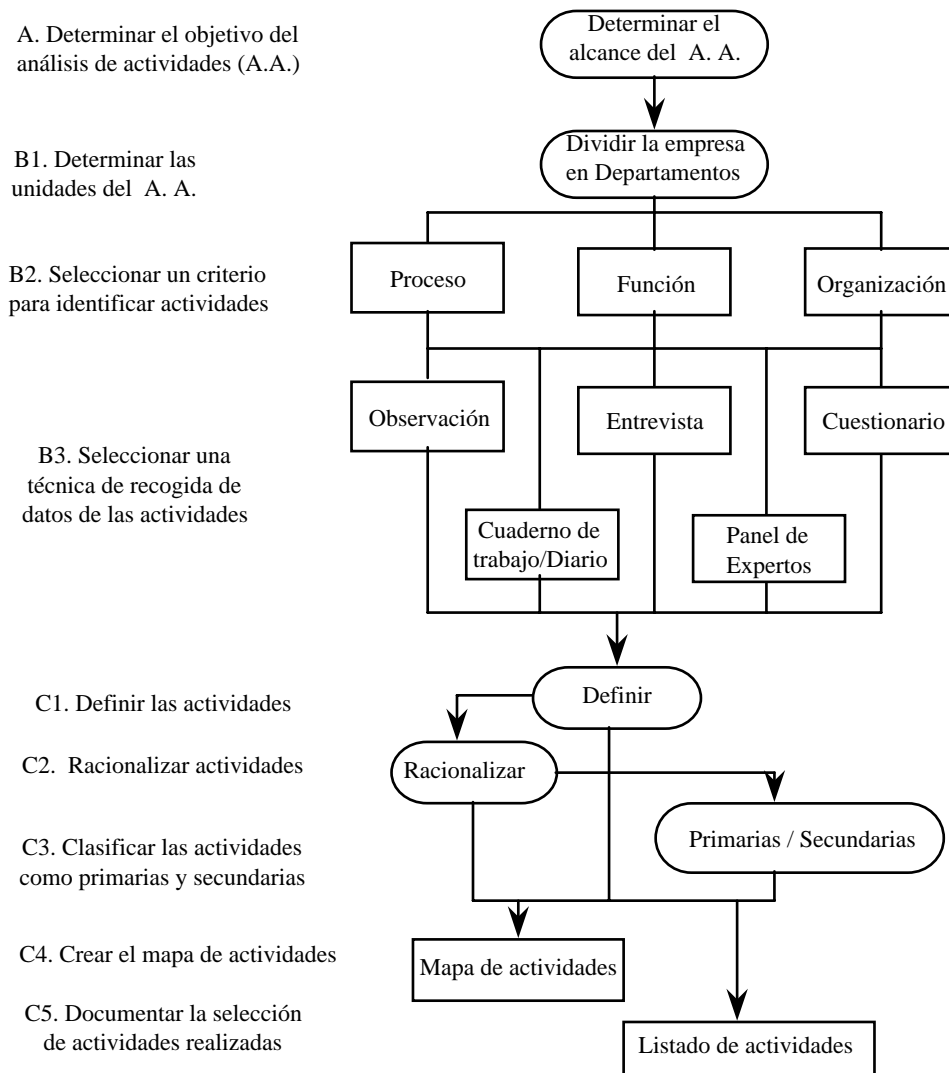 A. Determinar el objetivo del
análisis de actividades (A.A.)
Determinar el
alcance del A. A.
B1. Determinar las
unidades del A. A.
Dividir la empresa
en Departamentos
B2. Seleccionar un criterio
para identificar actividades
Proceso
Función
Organización
B3. Seleccionar una
técnica de recogida de
datos de las actividades
Observación
Entrevista
Cuestionario
Cuaderno de
trabajo/Diario
Panel de
Expertos
C1. Definir las actividades
Definir
C2. Racionalizar actividades
Racionalizar
C3. Clasificar las actividades
como primarias y secundarias
Primarias / Secundarias
C4. Crear el mapa de actividades
Mapa de actividades
C5. Documentar la selección
de actividades realizadas
Listado de actividades